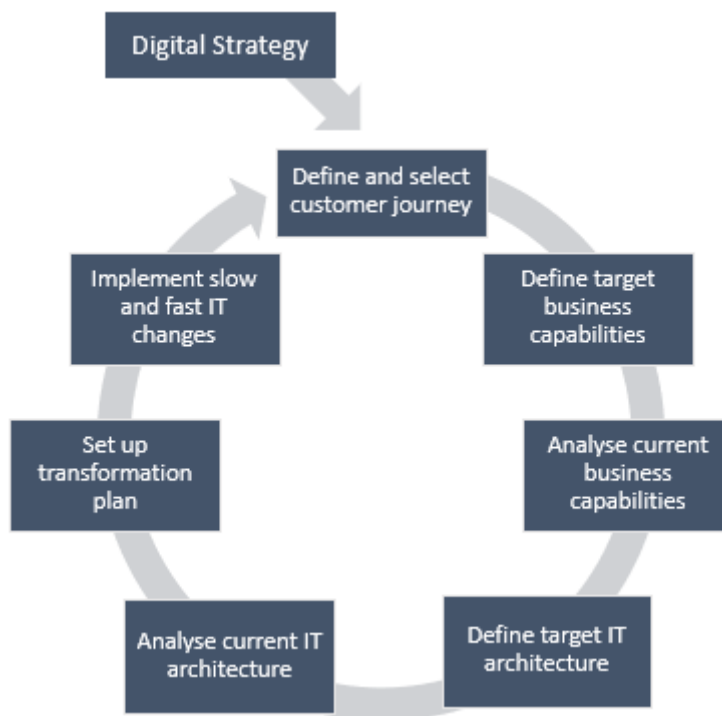 Digital Strategy
Define and select
customer journey
Define target
business
capabilities
Analyse current
business
capabilities
Define target IT
architecture
Analyse current IT
architecture
Set up
transformation
plan
Implement slow
and fast IT
changes